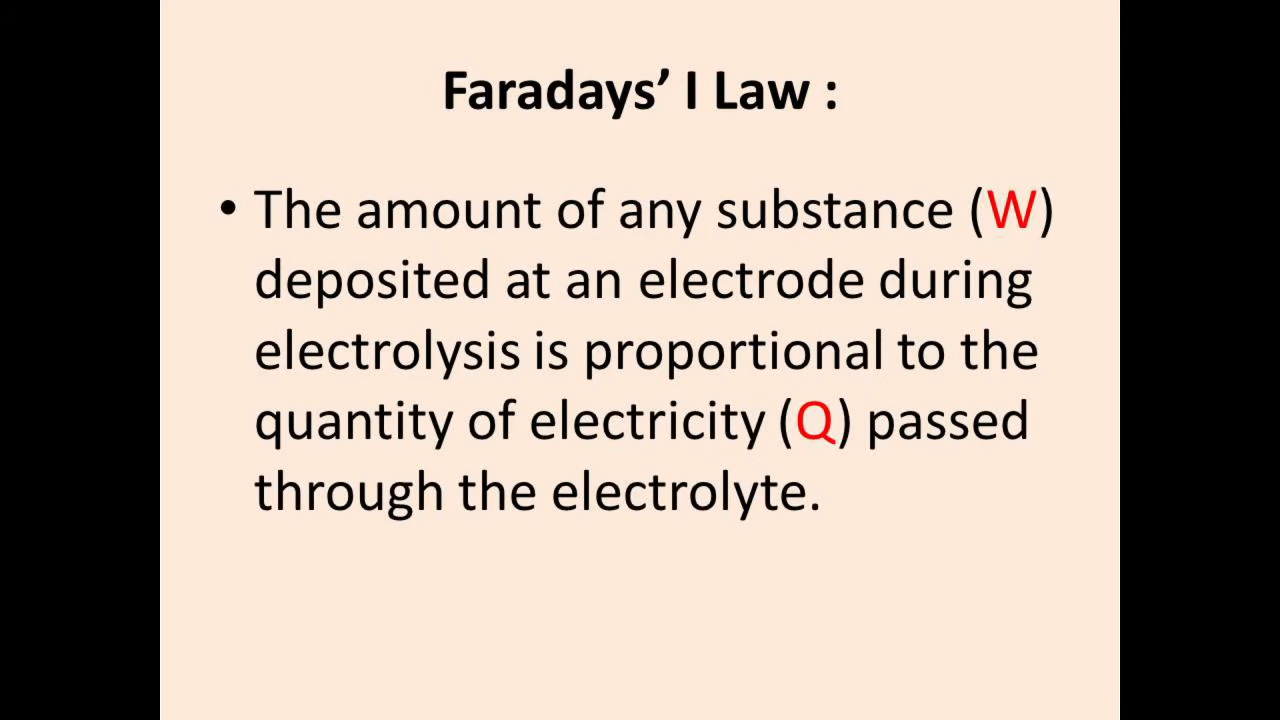 Faradays’ I Law :
• The amount of any substance (W)
deposited at an electrode during
electrolysis is proportional to the
quantity of electricity (Q) passed
through the electrolyte.